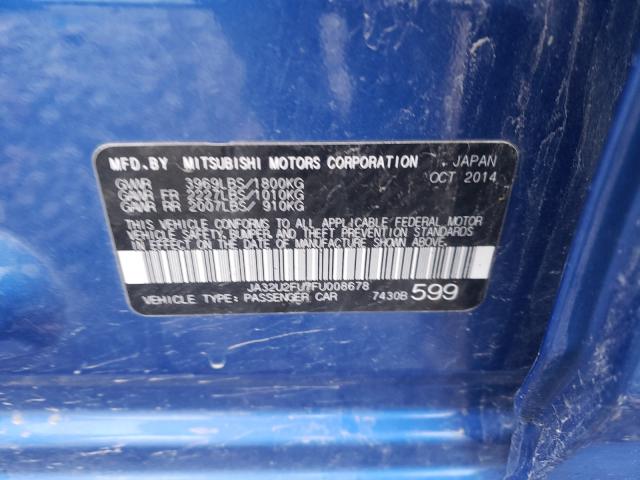 MFD.BY MITSUBISHI MOTORS CORPORATION , JAPAN
OCT 2014
GVWR 3969LBS/1800KG
GAWR FR 2227LBS/1010KG
GAWR RR 2007LBS/ 910KG
THIS VEHICLE CONFORMS TO ALL APPLICABLE FEDERAL MOTOR
VEHICLE SAFETY, BUMPER AND THEFT PREVENTION STANDARDS
IN EFFECT ON THE DATE OF MANUFACTURE SHOWN ABOVE.
JA32U2FU7FU008678
VEHICLE TYPE: PASSENGER CAR 7430B 599